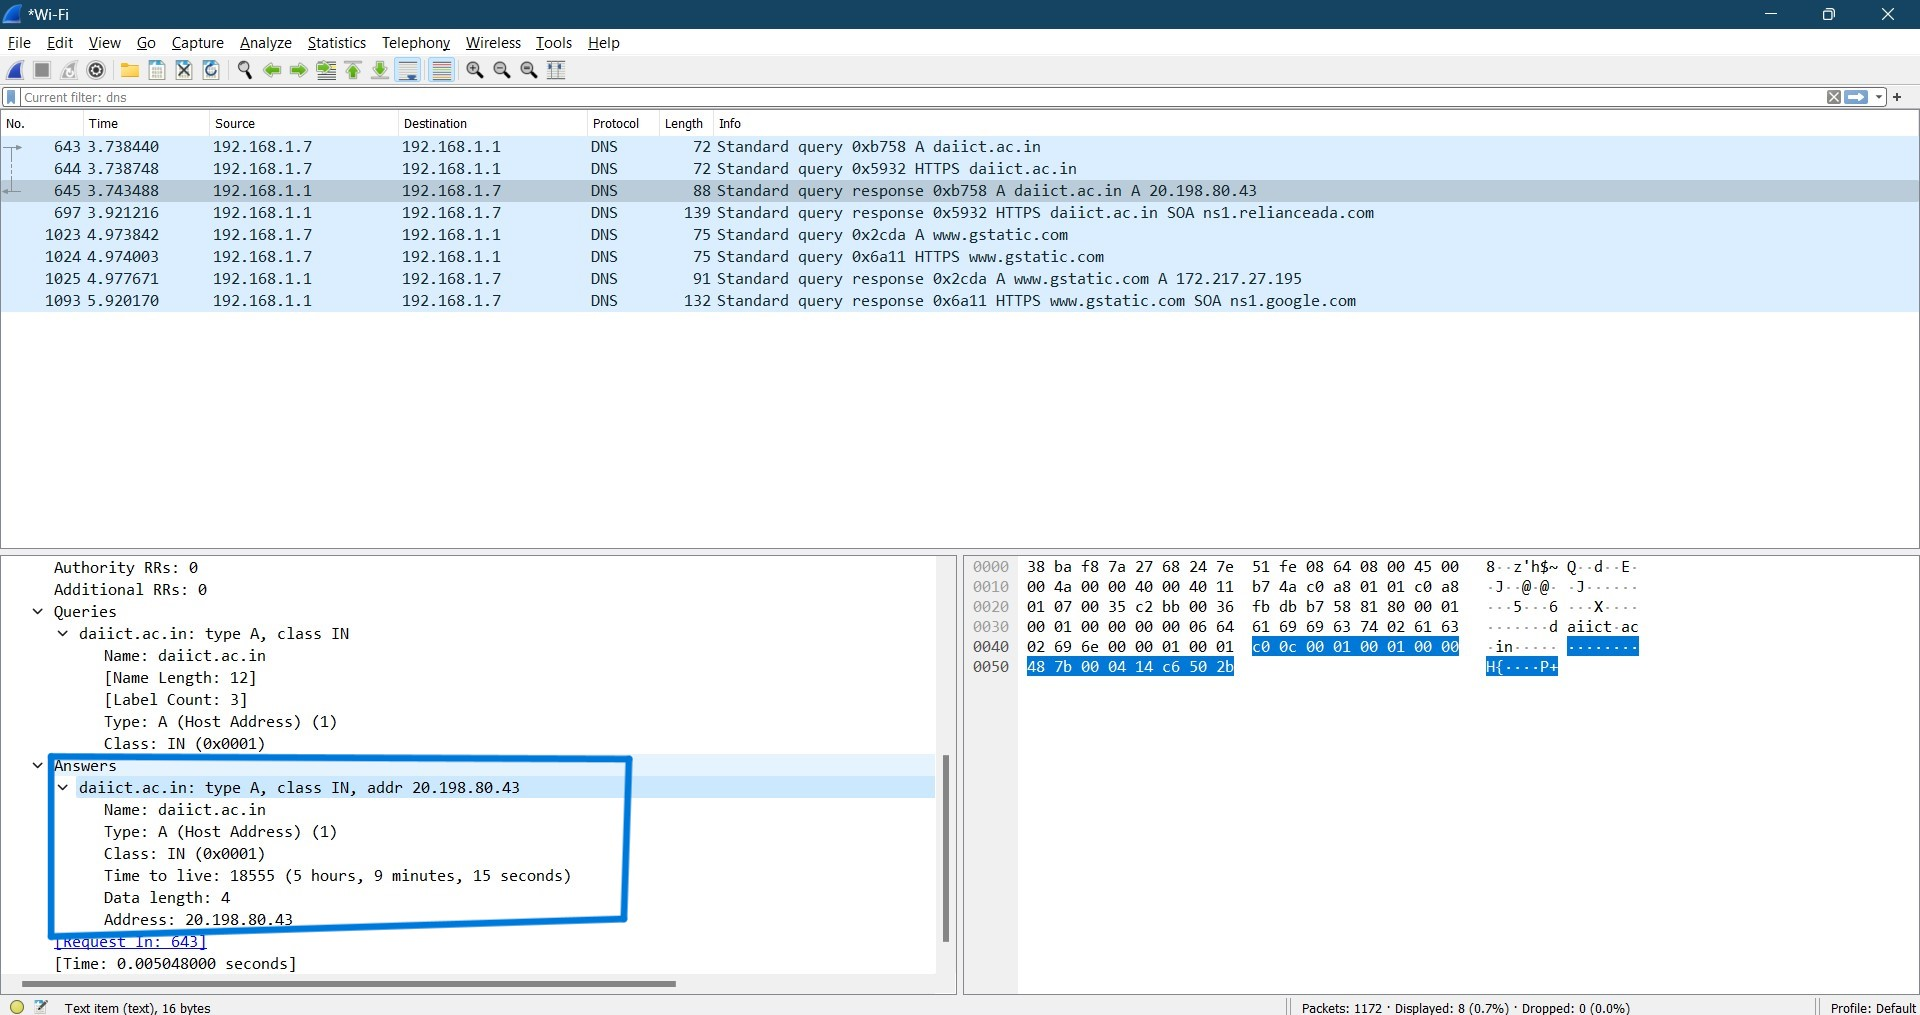 *Wi-Fi
File Edit View Go Capture Analyze Statistics Telephony Wireless Tools Help
Current filter: dns
No. Time Source Destination Protocol Length Info
643 3.738440 192.168.1.7 192.168.1.1 DNS 72 Standard query 0xb758 A daiict.ac.in
644 3.738748 192.168.1.7 192.168.1.1 DNS 72 Standard query 0x5932 HTTPS daiict.ac.in
645 3.743488 192.168.1.1 192.168.1.7 DNS 88 Standard query response 0xb758 A daiict.ac.in A 20.198.80.43
697 3.921216 192.168.1.1 192.168.1.7 DNS 139 Standard query response 0x5932 HTTPS daiict.ac.in SOA ns1.relianceada.com
1023 4.973842 192.168.1.7 192.168.1.1 DNS 75 Standard query 0x2cda A www.gstatic.com
1024 4.974003 192.168.1.7 192.168.1.1 DNS 75 Standard query 0x6a11 HTTPS www.gstatic.com
1025 4.977671 192.168.1.1 192.168.1.7 DNS 91 Standard query response 0x2cda A www.gstatic.com A 172.217.27.195
1093 5.920170 192.168.1.1 192.168.1.7 DNS 132 Standard query response 0x6a11 HTTPS www.gstatic.com SOA ns1.google.com
Authority RRs: 0
Additional RRs: 0
Queries
daiict.ac.in: type A, class IN
Name: daiict.ac.in
[Name Length: 12]
[Label Count: 3]
Type: A (Host Address) (1)
Class: IN (0x0001)
Answers
daiict.ac.in: type A, class IN, addr 20.198.80.43
Name: daiict.ac.in
Type: A (Host Address) (1)
Class: IN (0x0001)
Time to live: 18555 (5 hours, 9 minutes, 15 seconds)
Data length: 4
Address: 20.198.80.43
[Request In: 643]
[Time: 0.005048000 seconds]
0000 38 ba f8 7a 27 68 24 7e 51 fe 08 64 08 00 45 00 8··z'h$~ Q··d··E·
0010 00 4a 00 00 40 00 40 11 b7 4a c0 a8 01 01 c0 a8 ·J··@·@· ·J······
0020 01 07 00 35 c2 bb 00 36 fb db b7 58 81 80 00 01 ···5···6 ···X····
0030 00 01 00 00 00 00 06 64 61 69 69 63 74 02 61 63 ·······d aiict·ac
0040 02 69 6e 00 00 01 00 01 c0 0c 00 01 00 01 00 00 ·in····· ········
0050 48 7b 00 04 14 c6 50 2b H{····P+
Text item (text), 16 bytes
Packets: 1172 · Displayed: 8 (0.7%) · Dropped: 0 (0.0%)
Profile: Default